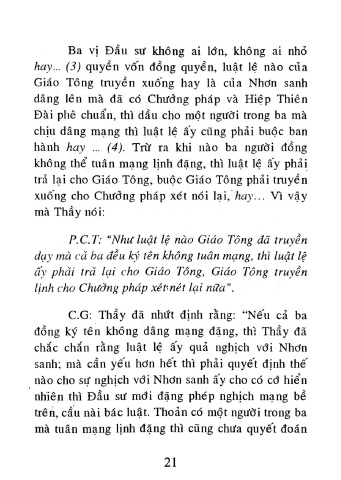 Ba vị Đầu sư không ai lớn, không ai nhỏ
hay... (3) quyền vốn đồng quyền, luật lệ nào của
Giáo Tông truyền xuống hay là của Nhơn sanh
dâng lên mà đã có Chưởng pháp và Hiệp Thiên
Đài phê chuẩn, thì dầu cho một người trong ba mà
chịu dâng mạng thì luật lệ ấy cũng phải buộc ban
hành hay ... (4). Trừ ra khi nào ba người đồng
không thể tuân mạng lịnh đặng, thì luật lệ ấy phải
trả lại cho Giáo Tông, buộc Giáo Tông phải truyền
xuống cho Chưởng pháp xét nói lại, hay... Vì vậy
mà Thầy nói:
P.C.T: “Như luật lệ nào Giáo Tông đã truyền
dạy mà cả ba đều ký tên không tuân mạng, thì luật lệ
ấy phải trả lại cho Giáo Tông, Giáo Tông truyền
lịnh cho Chưởng pháp xét nét lại nữa”.
C.G: Thầy đã nhứt định rằng: “Nếu cả ba
đồng ký tên không dâng mạng đặng, thì Thầy đã
chắc chắn rằng luật lệ ấy quả nghịch với Nhơn
sanh; mà cần yếu hơn hết thì phải quyết định thế
nào cho sự nghịch với Nhơn sanh ấy cho có cớ hiển
nhiên thì Đầu sư mới đặng phép nghịch mạng bề
trên, cầu nài bác luật. Thoản có một người trong ba
mà tuân mạng lịnh đặng thì cũng chưa quyết đoán
21